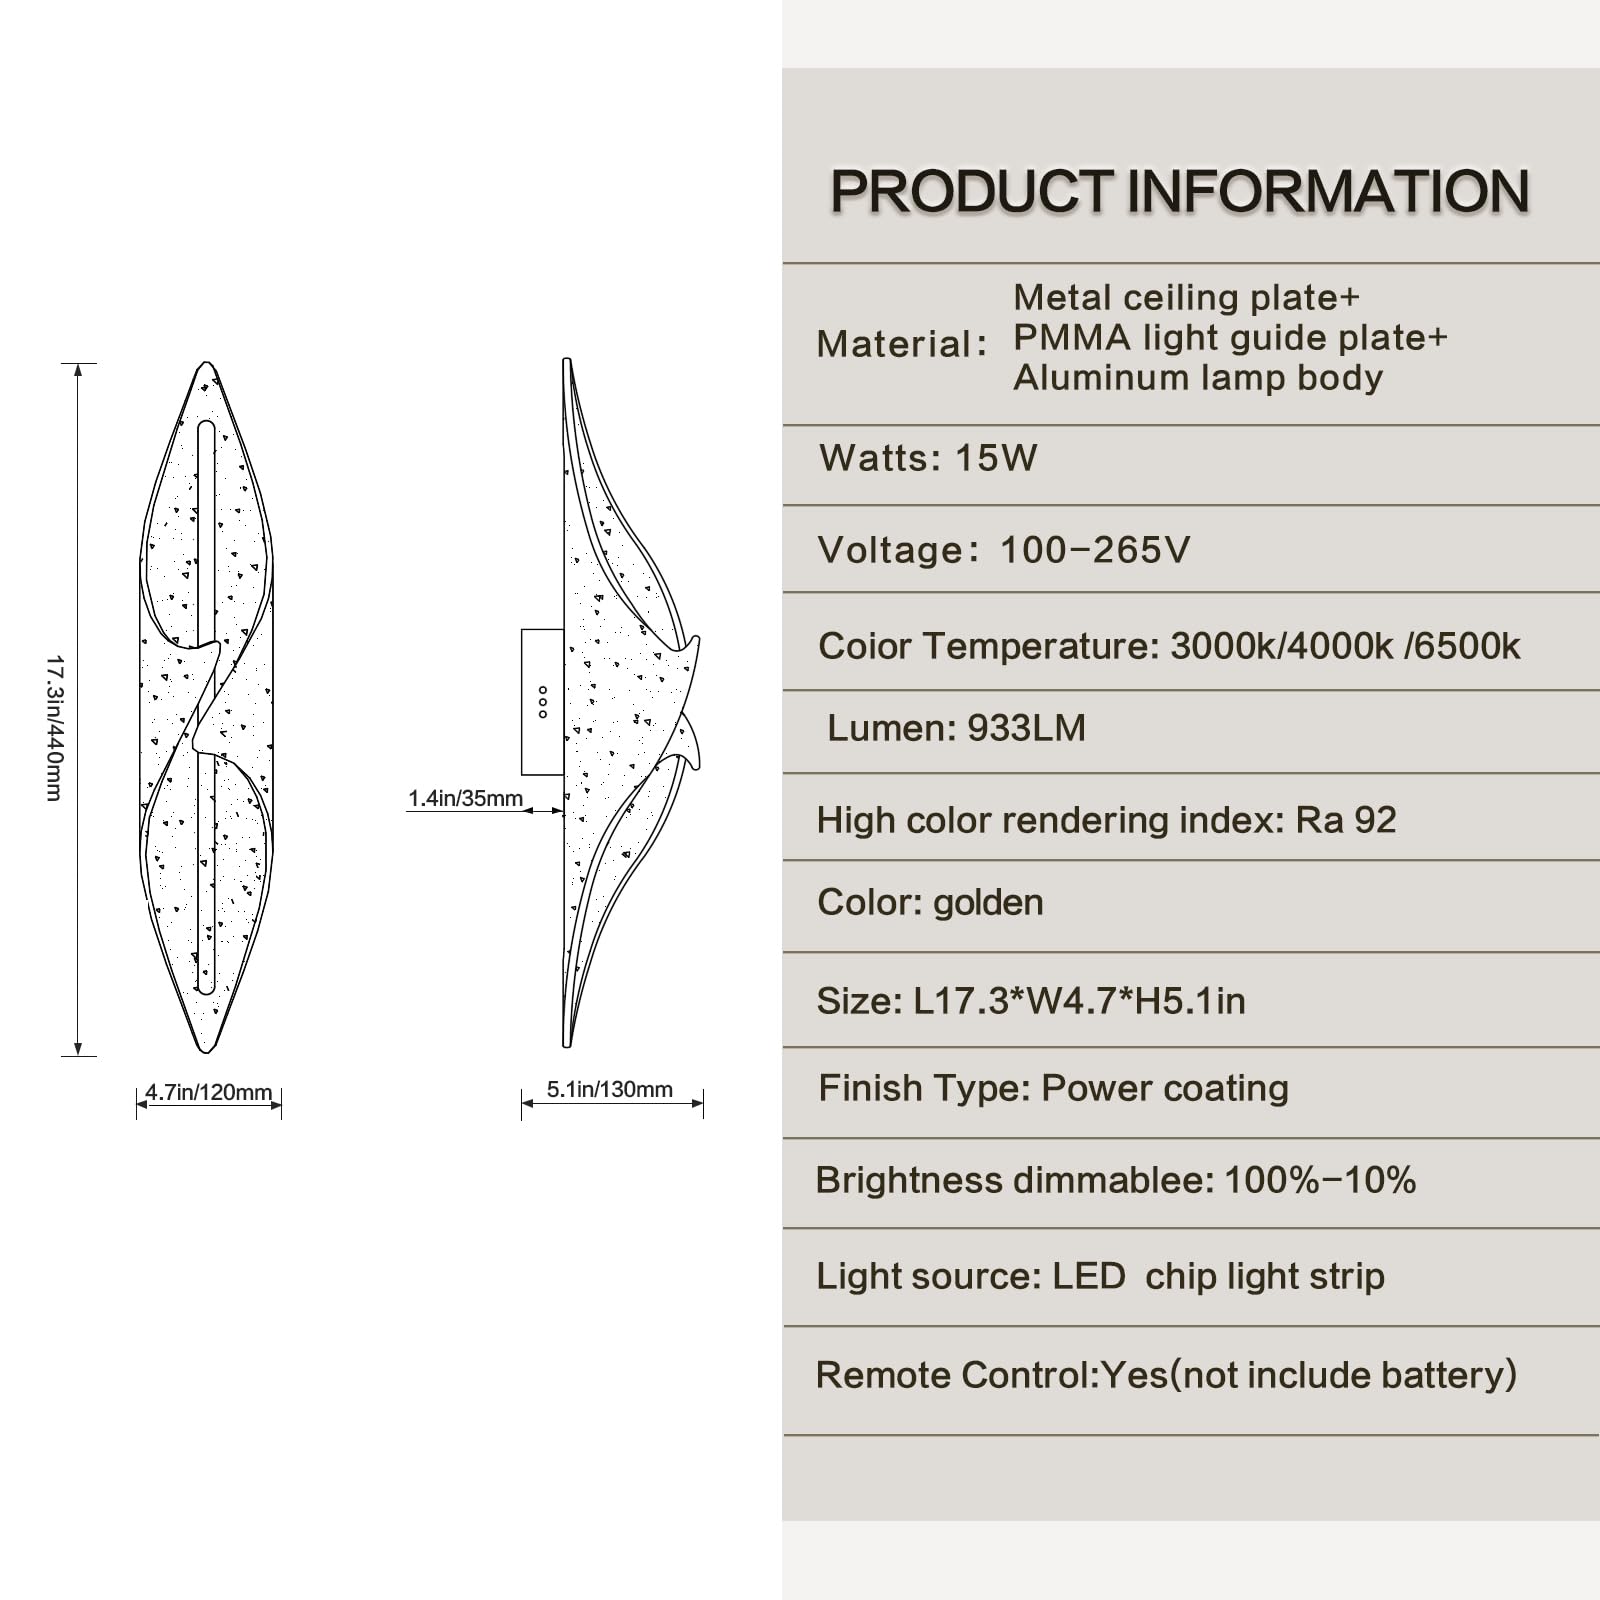 17.3in/440mm
4.7in/120mm
1.4in/35mm
5.1in/130mm
PRODUCT INFORMATION
Material:
Metal ceiling plate+
PMMA light guide plate+
Aluminum lamp body
Watts: 15W
Voltage: 100-265V
Coior Temperature: 3000k/4000k /6500k
Lumen: 933LM
High color rendering index: Ra 92
Color: golden
Size: L17.3*W4.7*H5.1in
Finish Type: Power coating
Brightness dimmablee: 100%-10%
Light source: LED chip light strip
Remote Control:Yes(not include battery)